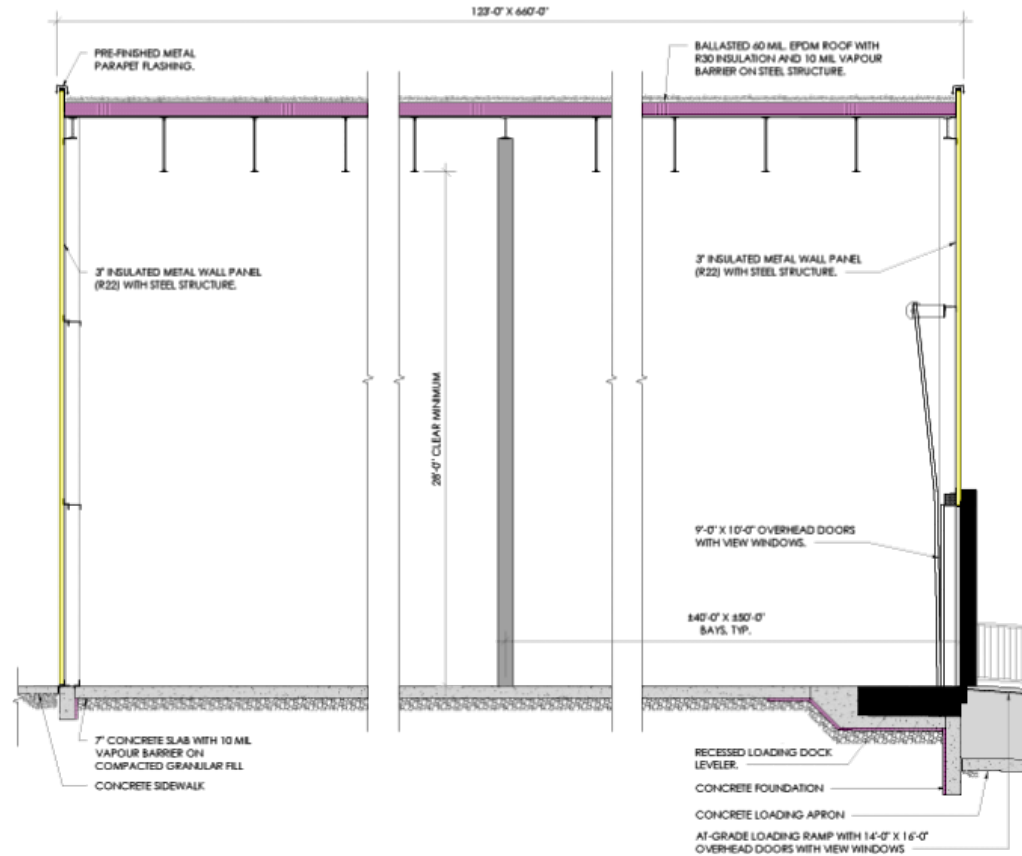 123'-0" X 660'-0"
PRE-FINISHED METAL
PARAPET FLASHING.
BALLASTED 60 MIL. EPDM ROOF WITH
R30 INSULATION AND 10 MIL VAPOUR
BARRIER ON STEEL STRUCTURE.
3" INSULATED METAL WALL PANEL
(R22) WITH STEEL STRUCTURE.
3" INSULATED METAL WALL PANEL
(R22) WITH STEEL STRUCTURE.
28'-0" CLEAR MINIMUM
9'-0" X 10'-0" OVERHEAD DOORS
WITH VIEW WINDOWS.
±40'-0" X ±50'-0"
BAYS, TYP.
7" CONCRETE SLAB WITH 10 MIL
VAPOUR BARRIER ON
COMPACTED GRANULAR FILL
CONCRETE SIDEWALK
RECESSED LOADING DOCK
LEVELER.
CONCRETE FOUNDATION
CONCRETE LOADING APRON
AT-GRADE LOADING RAMP WITH 14'-0" X 16'-0"
OVERHEAD DOORS WITH VIEW WINDOWS